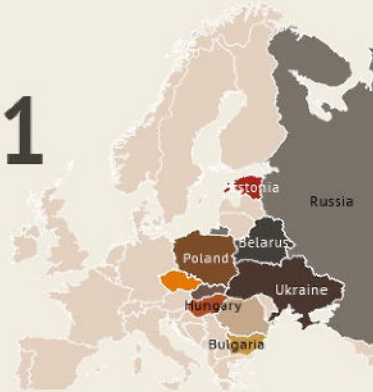 1
Estonia
Russia
Belarus
Poland
Ukraine
Hungary
Bulgaria